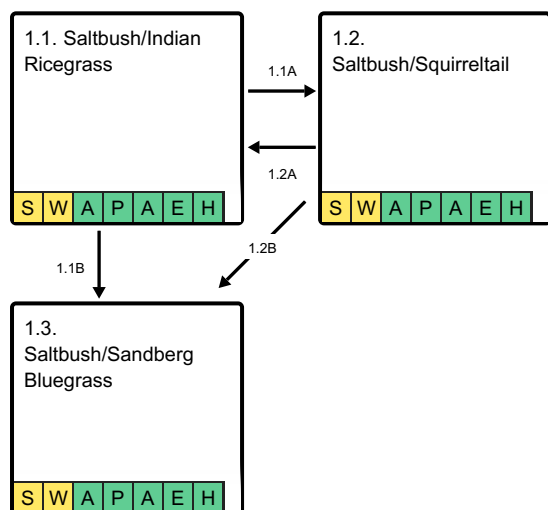 1.1. Saltbush/Indian
Ricegrass
1.1A
1.2.
Saltbush/Squirreltail
1.2A
S W A P A E H
S W A P A E H
1.1B
1.2B
1.3.
Saltbush/Sandberg
Bluegrass
S W A P A E H